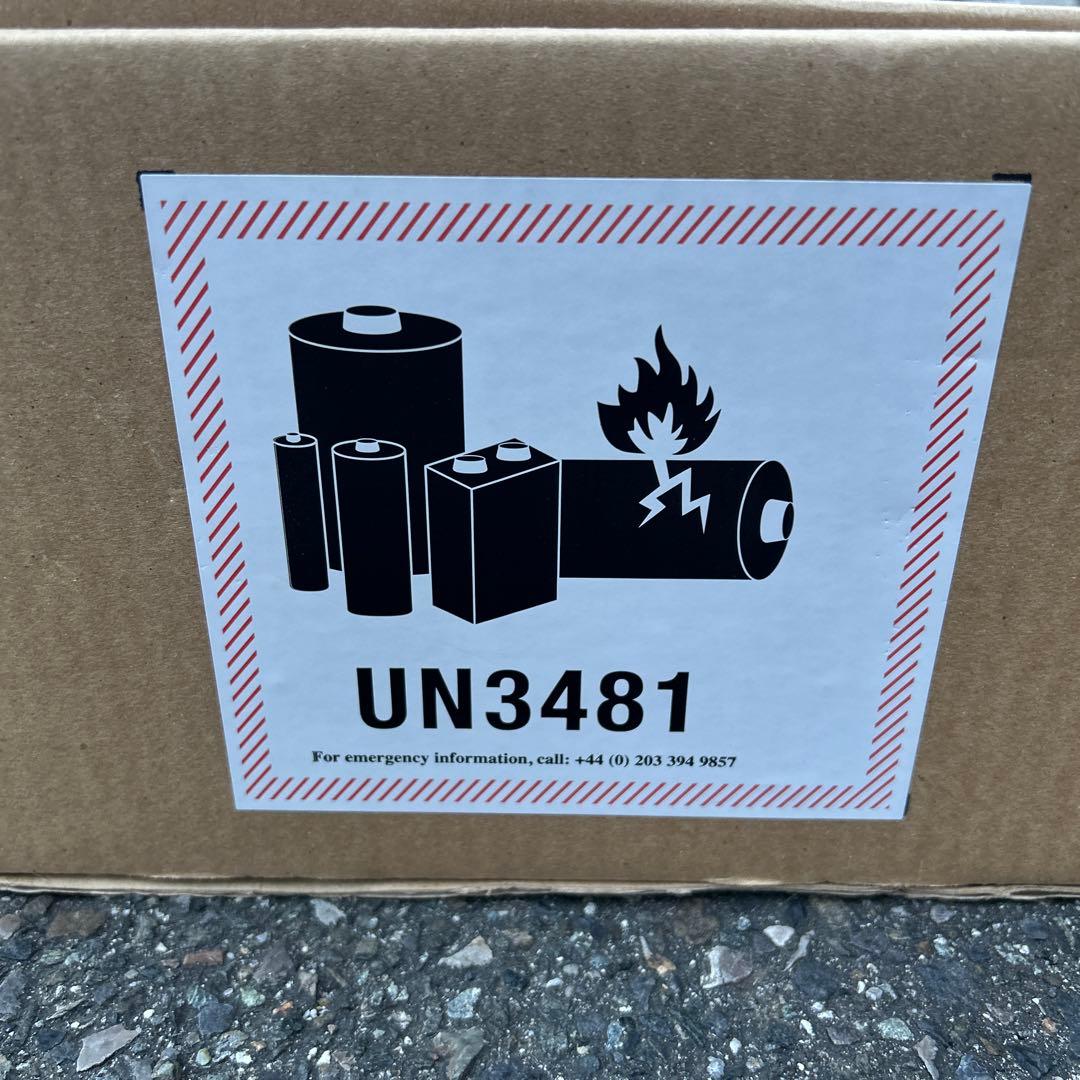 UN3481
For emergency information, call: +44 (0) 203 394 9857